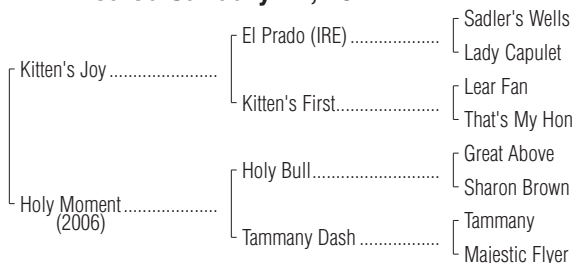 Kitten's Joy
Holy Moment
(2006)
El Prado (IRE)
Kitten's First
Holy Bull
Tammany Dash
Sadler's Wells
Lady Capulet
Lear Fan
That's My Hon
Great Above
Sharon Brown
Tammany
Majestic Flyer